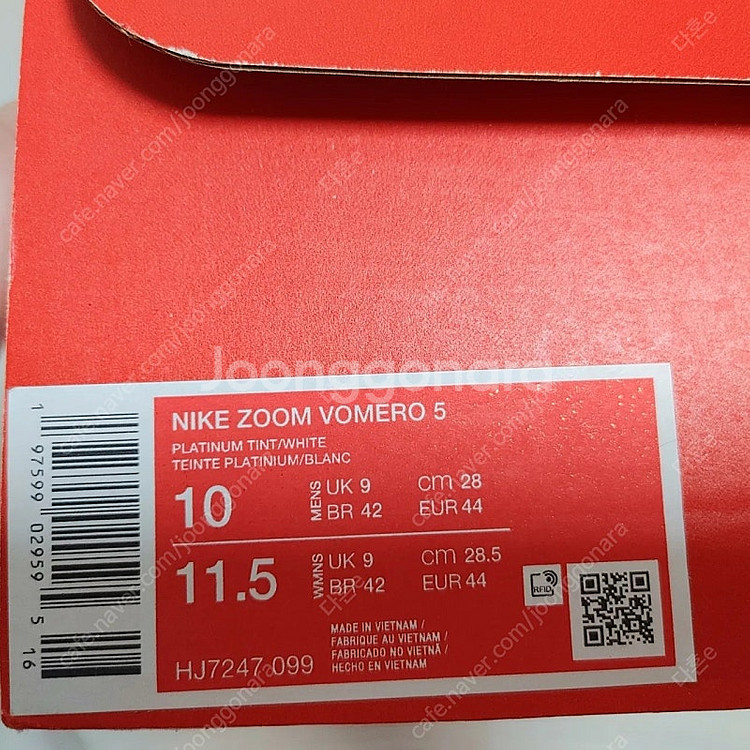 다흔e
cafe.naver.com/joonggonara
Joonggonara
NIKE ZOOM VOMERO 5
PLATINUM TINT/WHITE
TEINTE PLATINIUM/BLANC
10 MENS UK 9 cm 28
BR 42 EUR 44
11.5 WMNS UK 9 cm 28.5
BR 42 EUR 44
RFID
HJ7247 099
MADE IN VIETNAM /
FABRIQUE AU VIETNAM /
FABRICADO NO VIETNÃ /
HECHO EN VIETNAM
1 97599 02959 5 16